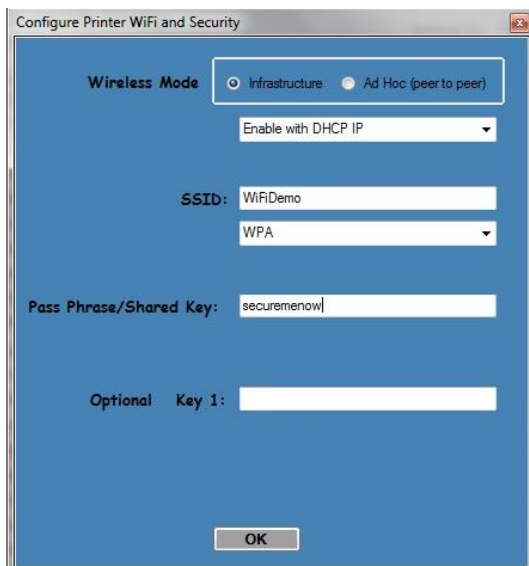 Configure Printer WiFi and Security
Wireless Mode Infrastructure Ad Hoc (peer to peer)
Enable with DHCP IP
SSID: WiFiDemo
WPA
Pass Phrase/Shared Key: securemenow
Optional Key 1:
OK